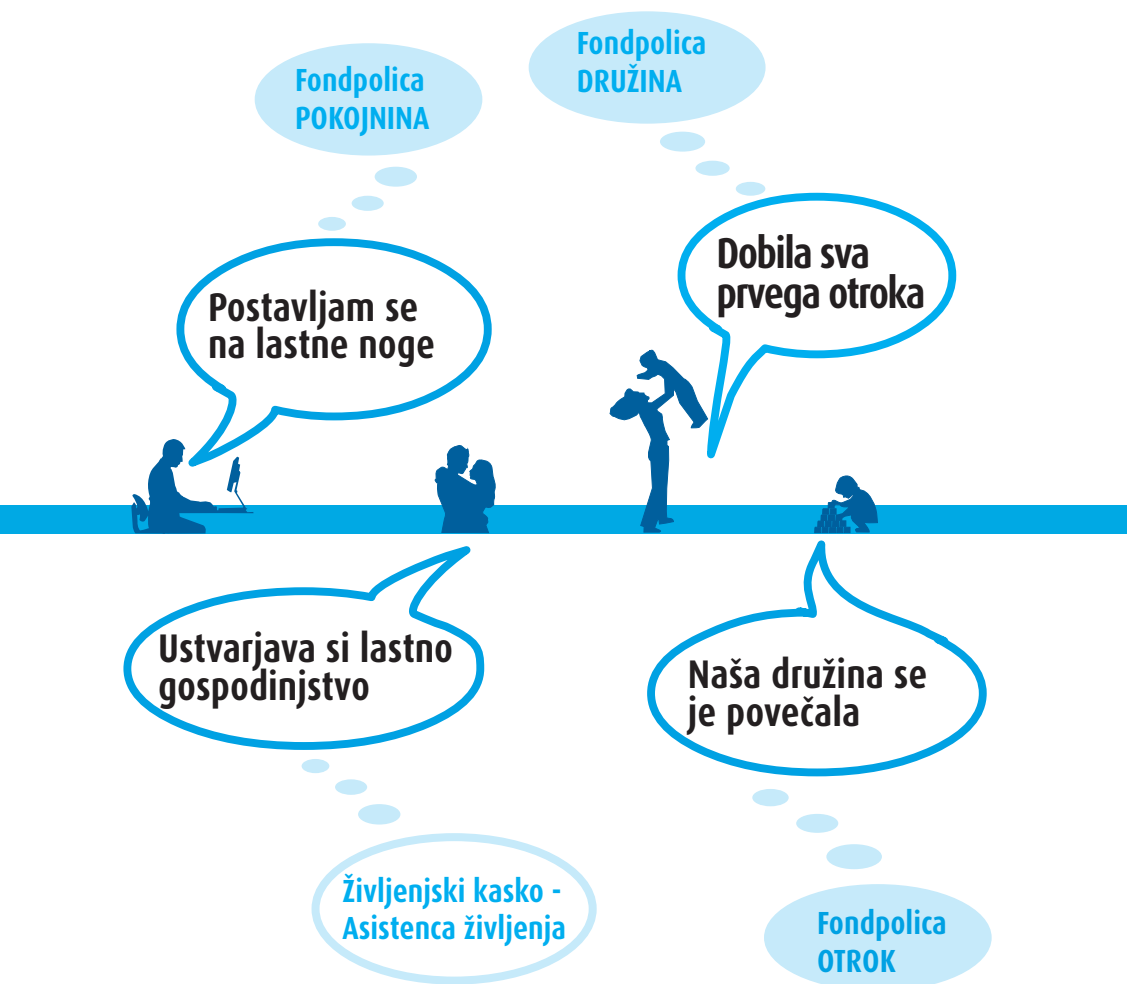 Fondpolica
POKOJNINA
Fondpolica
DRUŽINA
Postavljam se
na lastne noge
Dobila sva
prvega otroka
Ustvarjava si lastno
gospodinjstvo
Naša družina se
je povečala
Življenjski kasko -
Asistenca življenja
Fondpolica
OTROK